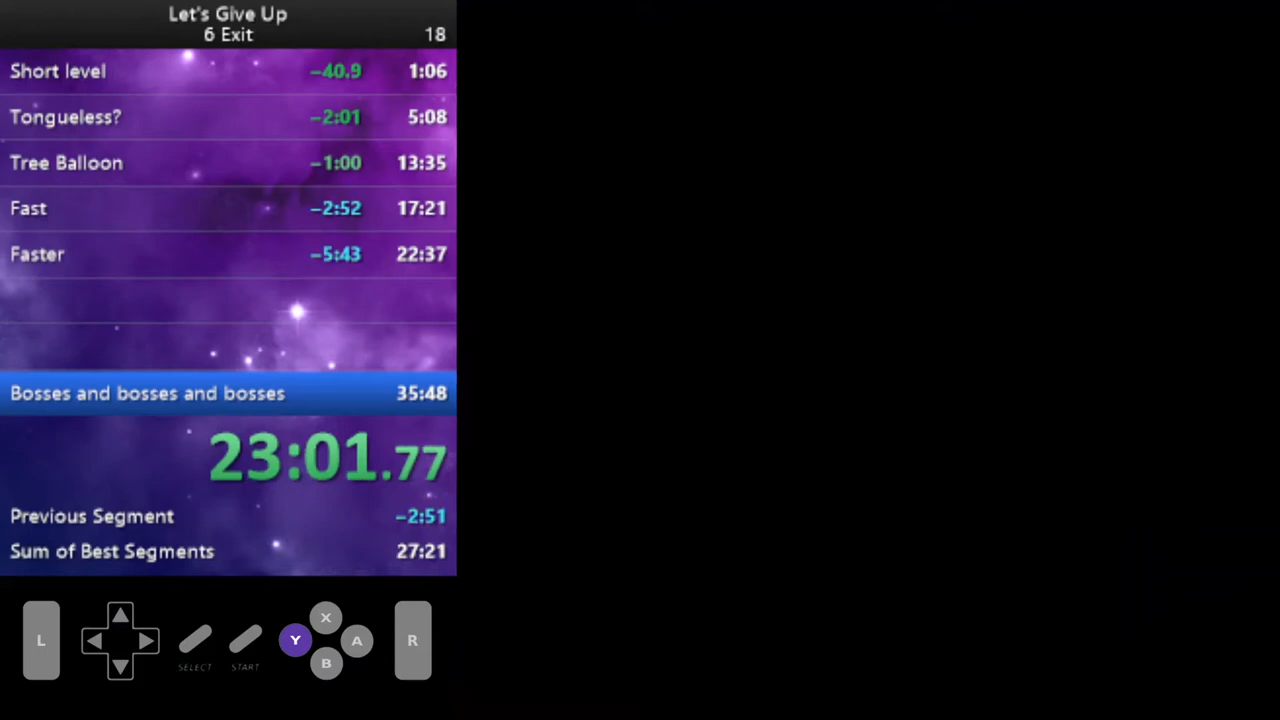 Let's Give Up
6 Exit 18
Short level -40.9 1:06
Tongueless? -2:01 5:08
Tree Balloon -1:00 13:35
Fast -2:52 17:21
Faster -5:43 22:37
Bosses and bosses and bosses 35:48
23:01.77
Previous Segment -2:51
Sum of Best Segments 27:21
L SELECT START X Y A B R